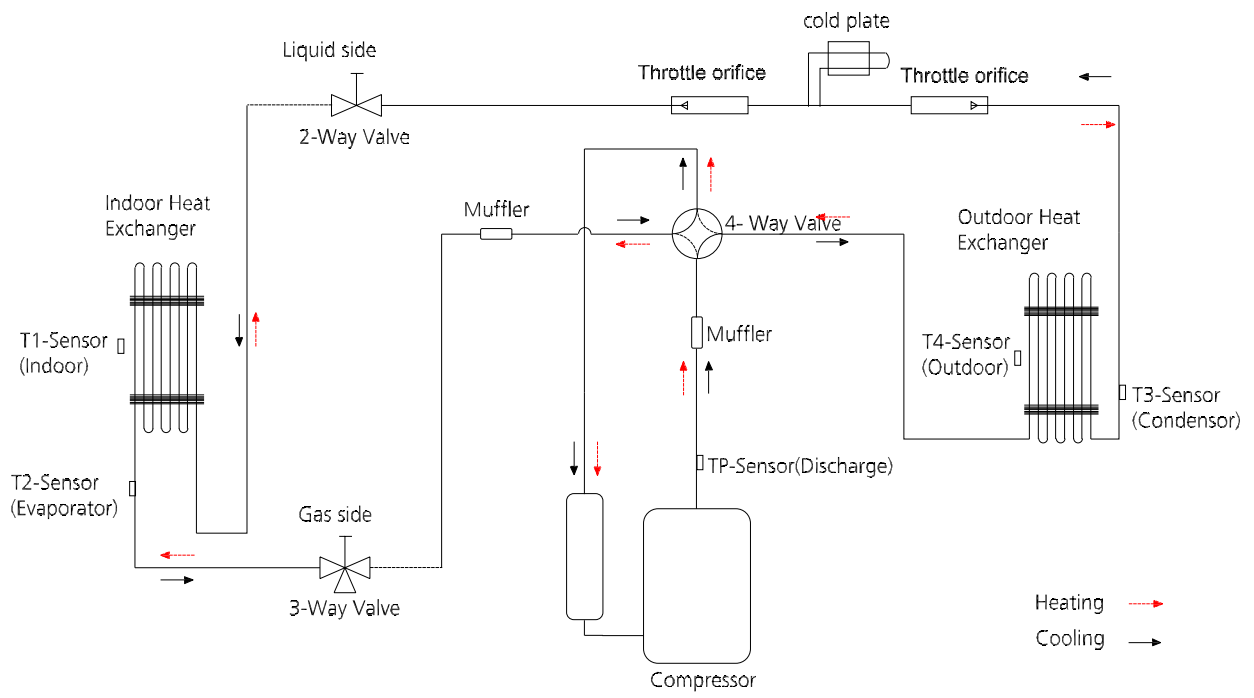 cold plate
Liquid side
Throttle orifice
Throttle orifice
2-Way Valve
Indoor Heat
Exchanger
Muffler
4- Way Valve
Outdoor Heat
Exchanger
T1-Sensor
(Indoor)
Muffler
T4-Sensor
(Outdoor)
T3-Sensor
(Condensor)
T2-Sensor
(Evaporator)
TP-Sensor(Discharge)
Gas side
3-Way Valve
Heating
Cooling
Compressor